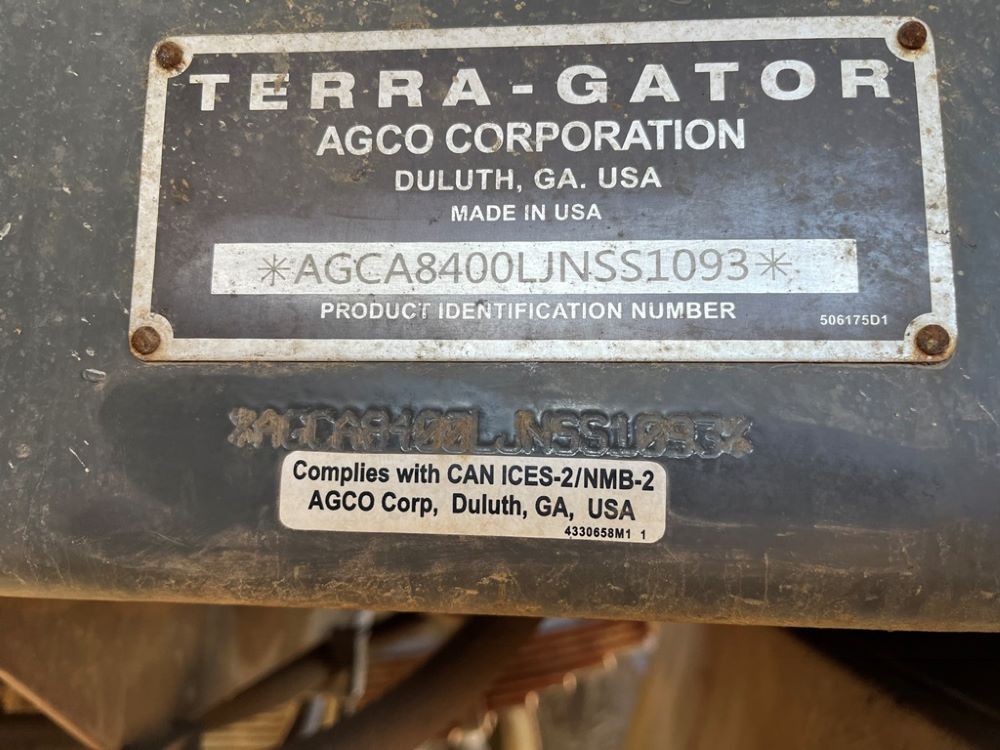 TERRA-GATOR
AGCO CORPORATION
DULUTH, GA. USA
MADE IN USA
*AGCA8400LJNSS1093*
PRODUCT IDENTIFICATION NUMBER
506175D1
*AGCA8400LJNSS1093*
Complies with CAN ICES-2/NMB-2
AGCO Corp, Duluth, GA, USA
4330658M1 1